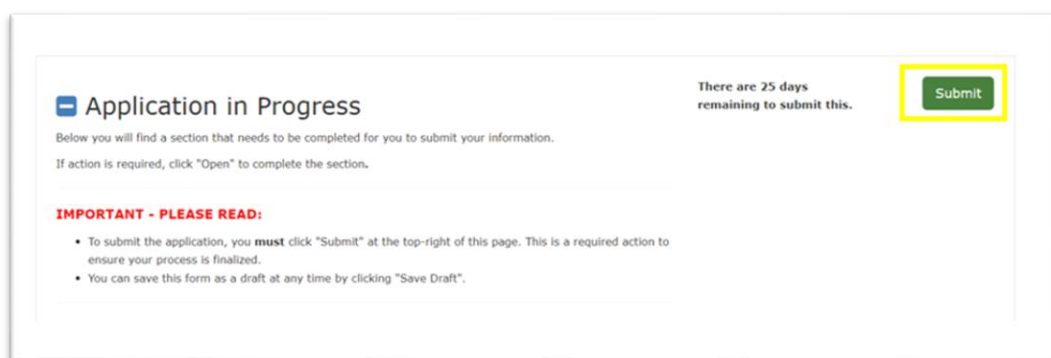 Application in Progress
There are 25 days
remaining to submit this.
Submit
Below you will find a section that needs to be completed for you to submit your information.
If action is required, click "Open" to complete the section.
IMPORTANT - PLEASE READ:
• To submit the application, you must click "Submit" at the top-right of this page. This is a required action to
ensure your process is finalized.
• You can save this form as a draft at any time by clicking "Save Draft".